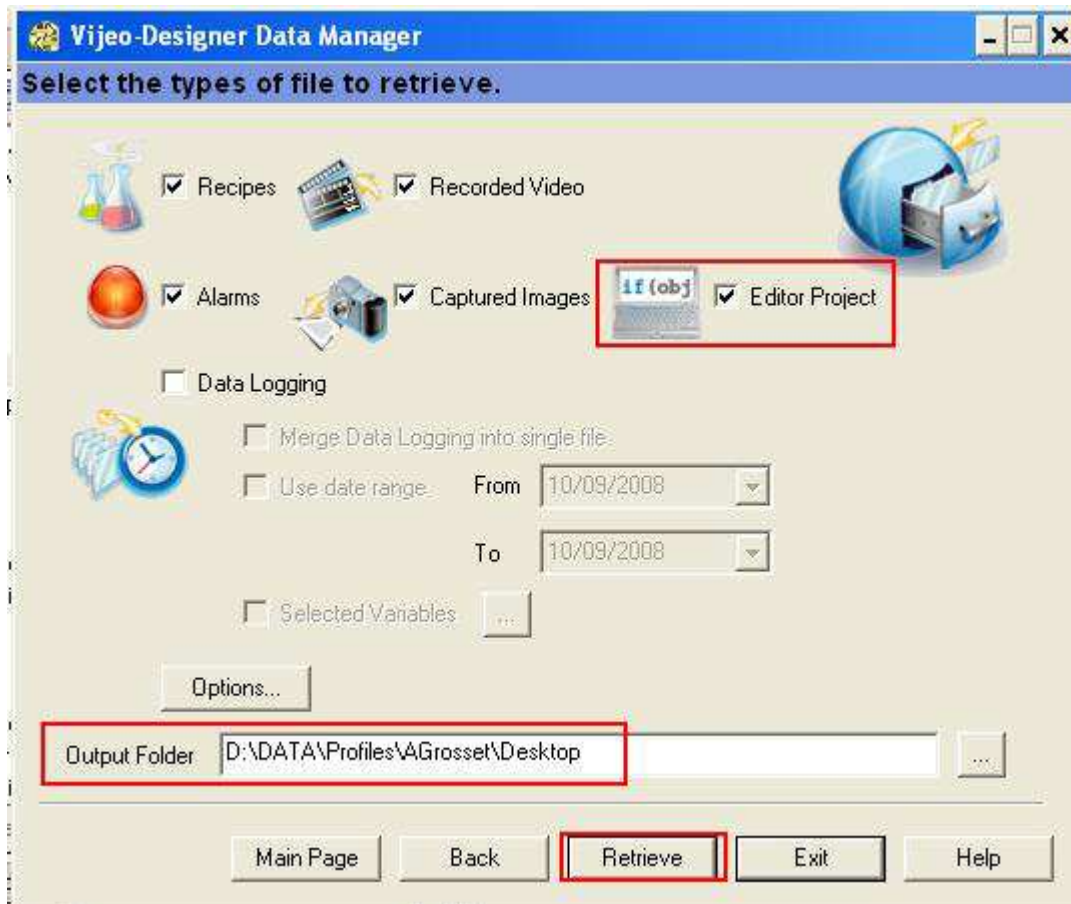 Vijeo-Designer Data Manager
Select the types of file to retrieve.
Recipes
Recorded Video
Alarms
Captured Images
if(obj
Editor Project
Data Logging
Merge Data Logging into single file
Use date range
From
10/09/2008
To
10/09/2008
Selected Variables
...
Options...
Output Folder
D:\DATA\Profiles\AGrosset\Desktop
...
Main Page
Back
Retrieve
Exit
Help